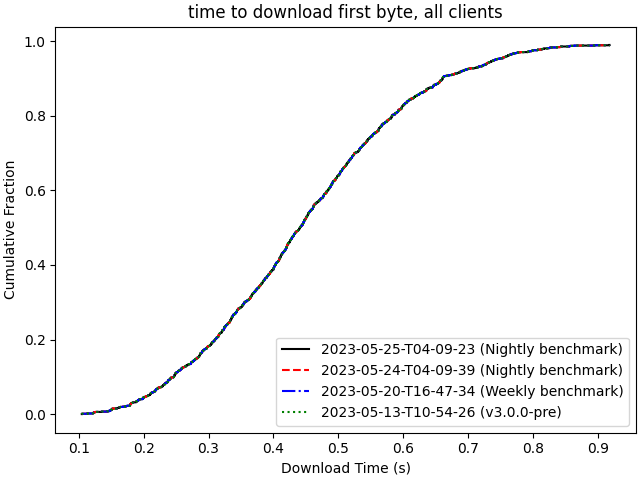 time to download first byte, all clients
Cumulative Fraction
1.0
0.8
0.6
0.4
0.2
0.0
2023-05-25-T04-09-23 (Nightly benchmark)
2023-05-24-T04-09-39 (Nightly benchmark)
2023-05-20-T16-47-34 (Weekly benchmark)
2023-05-13-T10-54-26 (v3.0.0-pre)
0.1 0.2 0.3 0.4 0.5 0.6 0.7 0.8 0.9
Download Time (s)